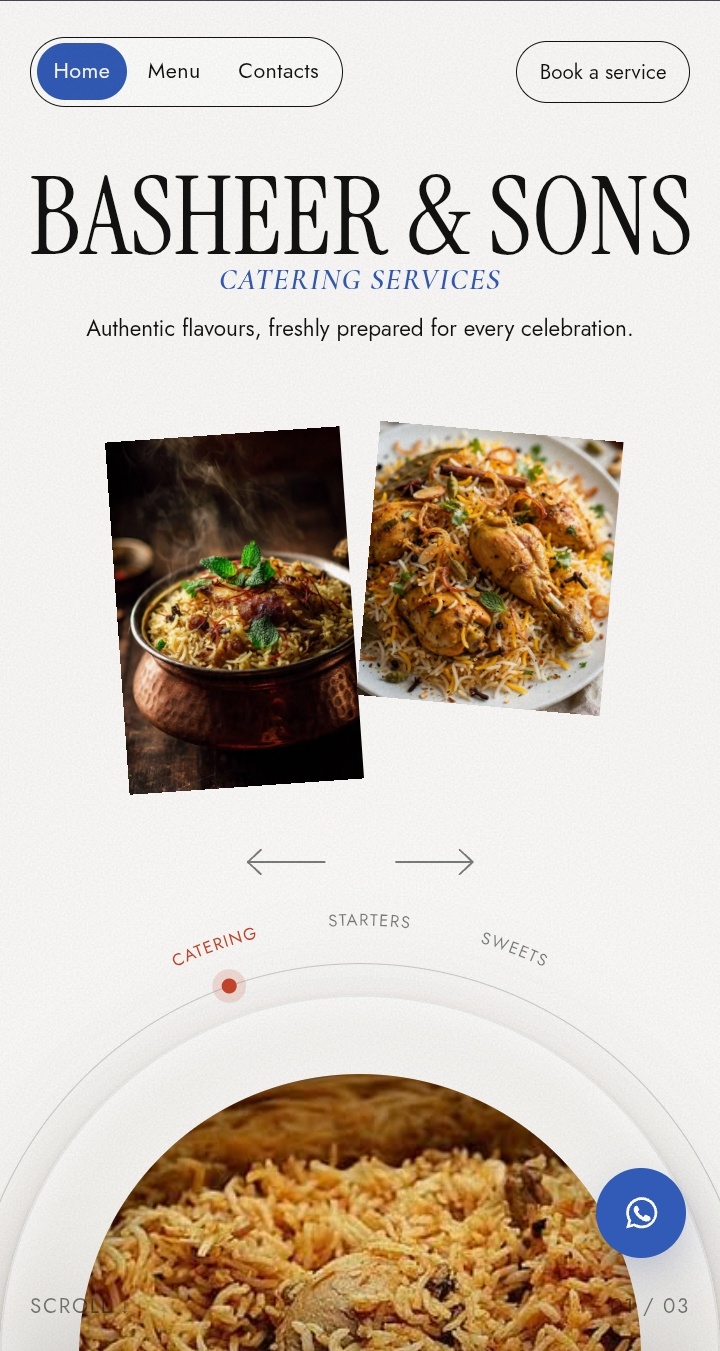 Home Menu Contacts Book a service
BASHEER & SONS
CATERING SERVICES
Authentic flavours, freshly prepared for every celebration.
CATERING STARTERS SWEETS
SCROLL / 03